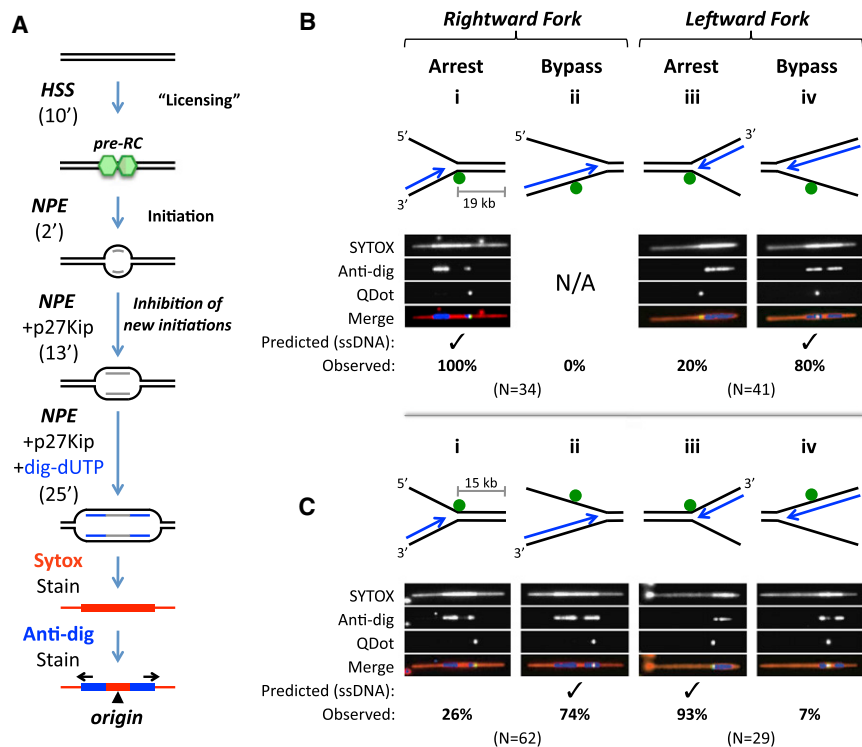 A
HSS
(10’)
“Licensing”
pre-RC
NPE
(2’)
Initiation
NPE
+p27Kip
(13’)
Inhibition of
new initiations
NPE
+p27Kip
+dig-dUTP
(25’)
Sytox
Stain
Anti-dig
Stain
origin
B
Rightward Fork Leftward Fork
Arrest Bypass Arrest Bypass
i ii iii iv
5’ 5’ 3’
3’ 19 kb
SYTOX
Anti-dig
QDot
Merge
N/A
Predicted (ssDNA): ✓ ✓
Observed: 100% 0% 20% 80%
(N=34) (N=41)
C
i ii iii iv
5’ 15 kb 3’
3’ 3’
SYTOX
Anti-dig
QDot
Merge
Predicted (ssDNA): ✓ ✓
Observed: 26% 74% 93% 7%
(N=62) (N=29)